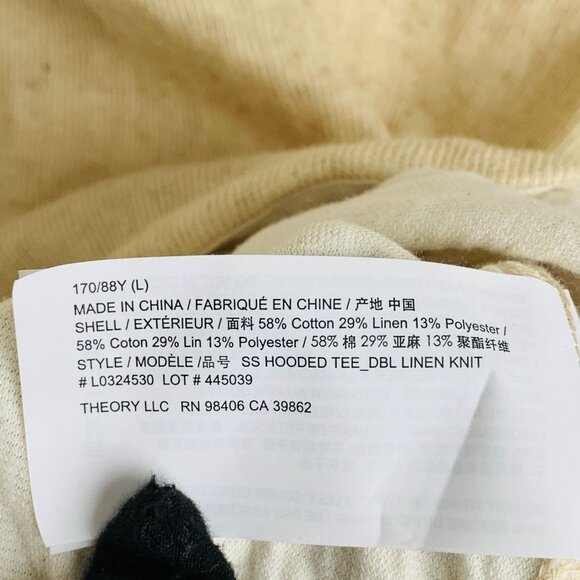 170/88Y (L)
MADE IN CHINA / FABRIQUÉ EN CHINE / 产地 中国
SHELL / EXTÉRIEUR / 面料 58% Cotton 29% Linen 13% Polyester /
58% Coton 29% Lin 13% Polyester / 58% 棉 29% 亚麻 13% 聚酯纤维
STYLE / MODÈLE /品号 SS HOODED TEE_DBL LINEN KNIT
# L0324530 LOT # 445039
THEORY LLC RN 98406 CA 39862